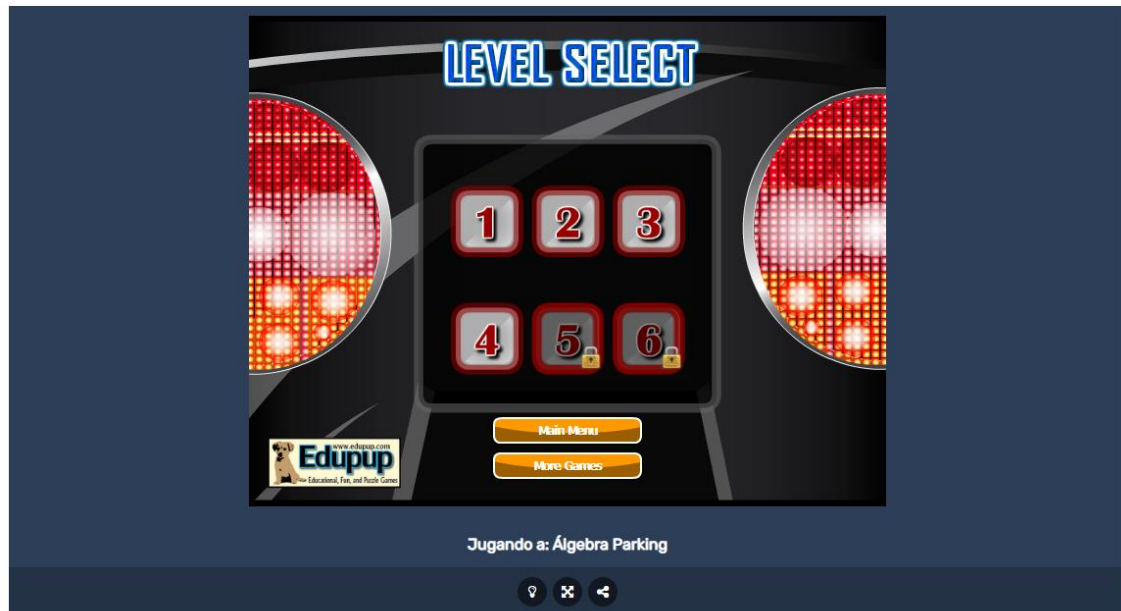 LEVEL SELECT
1 2 3
4 5 6
Main Menu
More Games
www.edupup.com
Edupup
Educational, Fun, and Puzzle Games
Jugando a: Álgebra Parking